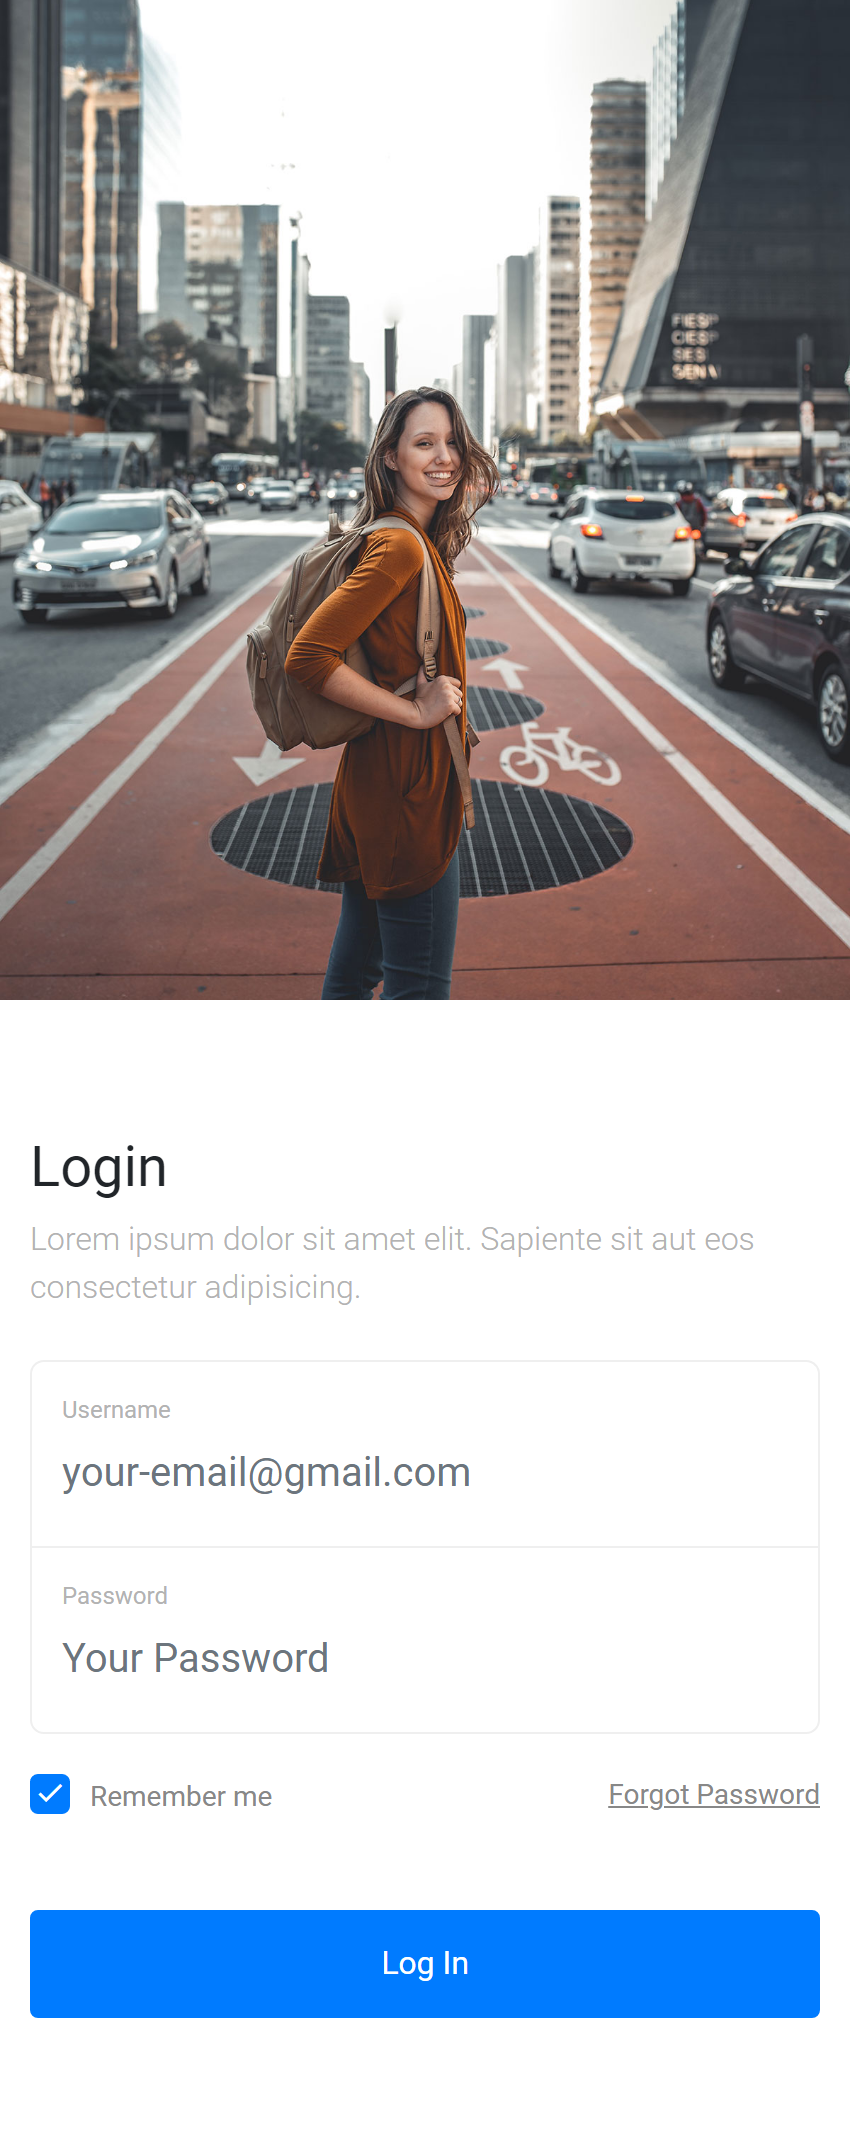 FIESP
CIESP
SESI
SENAI
Login
Lorem ipsum dolor sit amet elit. Sapiente sit aut eos
consectetur adipisicing.
Username
your-email@gmail.com
Password
Your Password
Remember me
Forgot Password
Log In